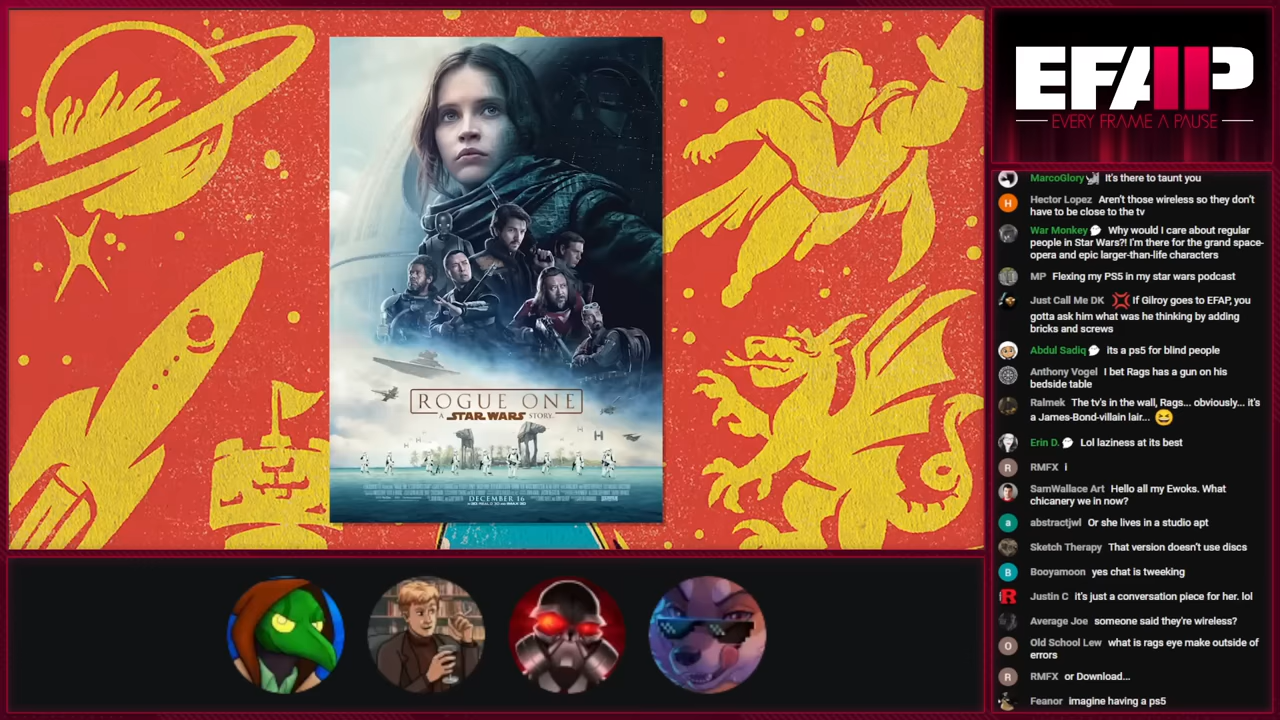 ROGUE ONE
A STAR WARS STORY
DECEMBER 16
EFAP
EVERY FRAME A PAUSE
MarcoGlory It's there to taunt you
Hector Lopez Aren't those wireless so they don't
have to be close to the tv
War Monkey Why would I care about regular
people in Star Wars?! I'm there for the grand space-
opera and epic larger-than-life characters
MP Flexing my PS5 in my star wars podcast
Just Call Me DK If Gilroy goes to EFAP, you
gotta ask him what was he thinking by adding
bricks and screws
Abdul Sadiq its a ps5 for blind people
Anthony Vogel I bet Rags has a gun on his
bedside table
Ralmek The tv's in the wall, Rags... obviously... it's
a James-Bond-villain lair...
Erin D. Lol laziness at its best
R RMFX i
SamWallace Art Hello all my Ewoks. What
chicanery we in now?
a abstractjwl Or she lives in a studio apt
Sketch Therapy That version doesn't use discs
B Booyamoon yes chat is tweeking
R Justin C it's just a conversation piece for her. lol
Average Joe someone said they're wireless?
O Old School Lew what is rags eye make outside of
errors
R RMFX or Download...
Feanor imagine having a ps5